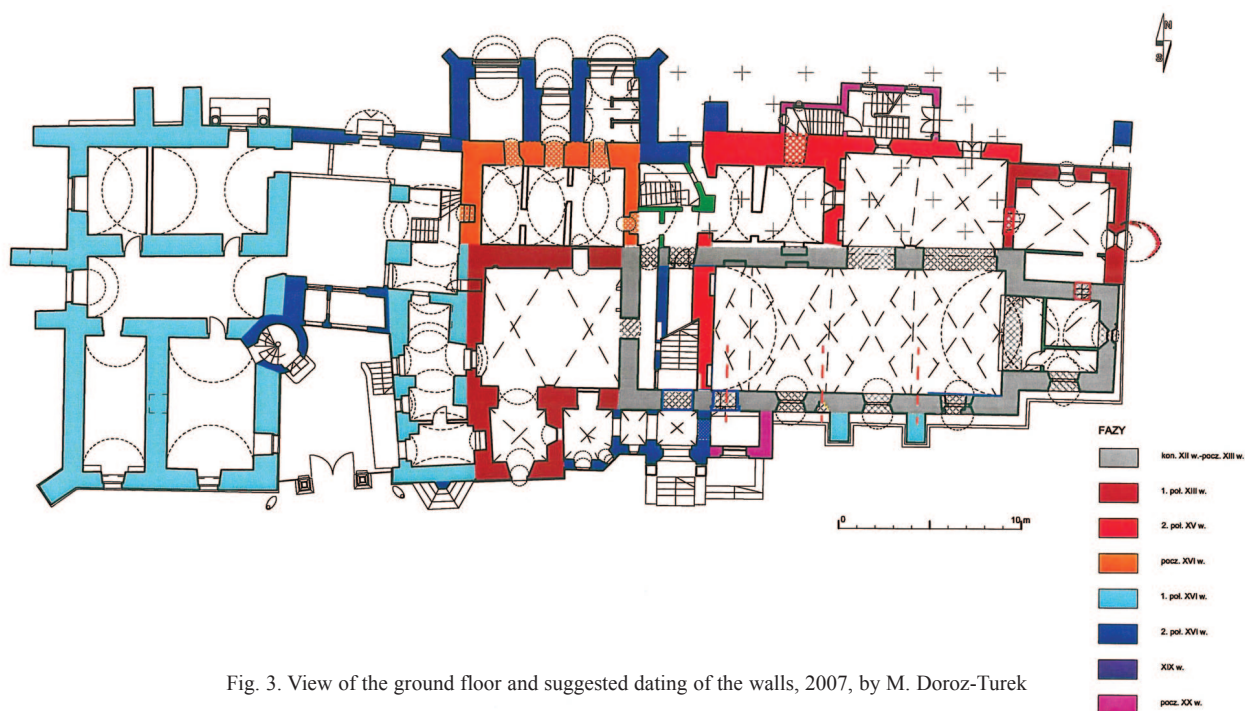 N
S
FAZY
kon. XII w.-pocz. XIII w.
1. poł. XIII w.
2. poł. XV w.
pocz. XVI w.
1. poł. XVI w.
2. poł. XVI w.
XIX w.
pocz. XX w.
0 10 m
Fig. 3. View of the ground floor and suggested dating of the walls, 2007, by M. Doroz-Turek